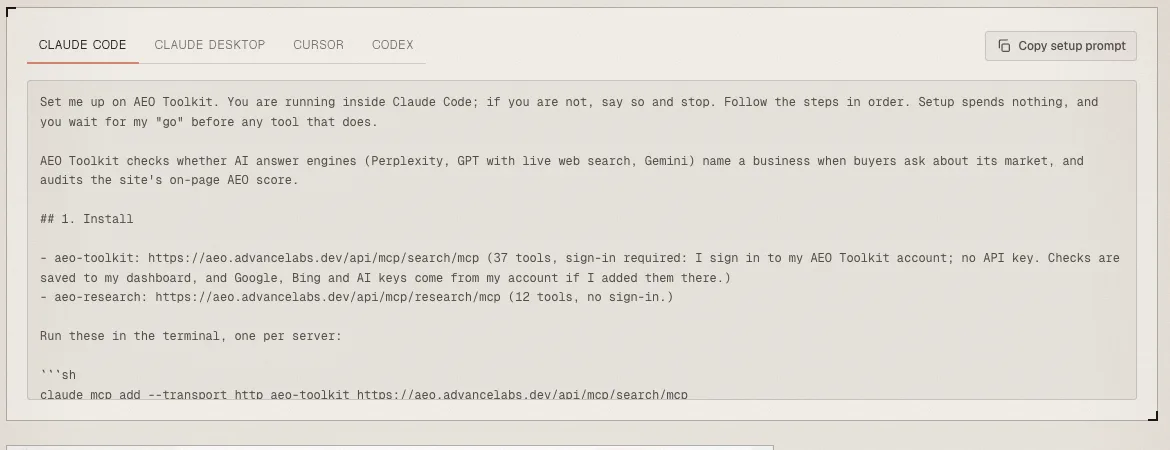 CLAUDE CODE CLAUDE DESKTOP CURSOR CODEX Copy setup prompt
Set me up on AEO Toolkit. You are running inside Claude Code; if you are not, say so and stop. Follow the steps in order. Setup spends nothing, and
you wait for my "go" before any tool that does.
AEO Toolkit checks whether AI answer engines (Perplexity, GPT with live web search, Gemini) name a business when buyers ask about its market, and
audits the site's on-page AEO score.
## 1. Install
- aeo-toolkit: https://aeo.advancelabs.dev/api/mcp/search/mcp (37 tools, sign-in required: I sign in to my AEO Toolkit account; no API key. Checks are
saved to my dashboard, and Google, Bing and AI keys come from my account if I added them there.)
- aeo-research: https://aeo.advancelabs.dev/api/mcp/research/mcp (12 tools, no sign-in.)
Run these in the terminal, one per server:
```sh
claude mcp add --transport http aeo-toolkit https://aeo.advancelabs.dev/api/mcp/search/mcp